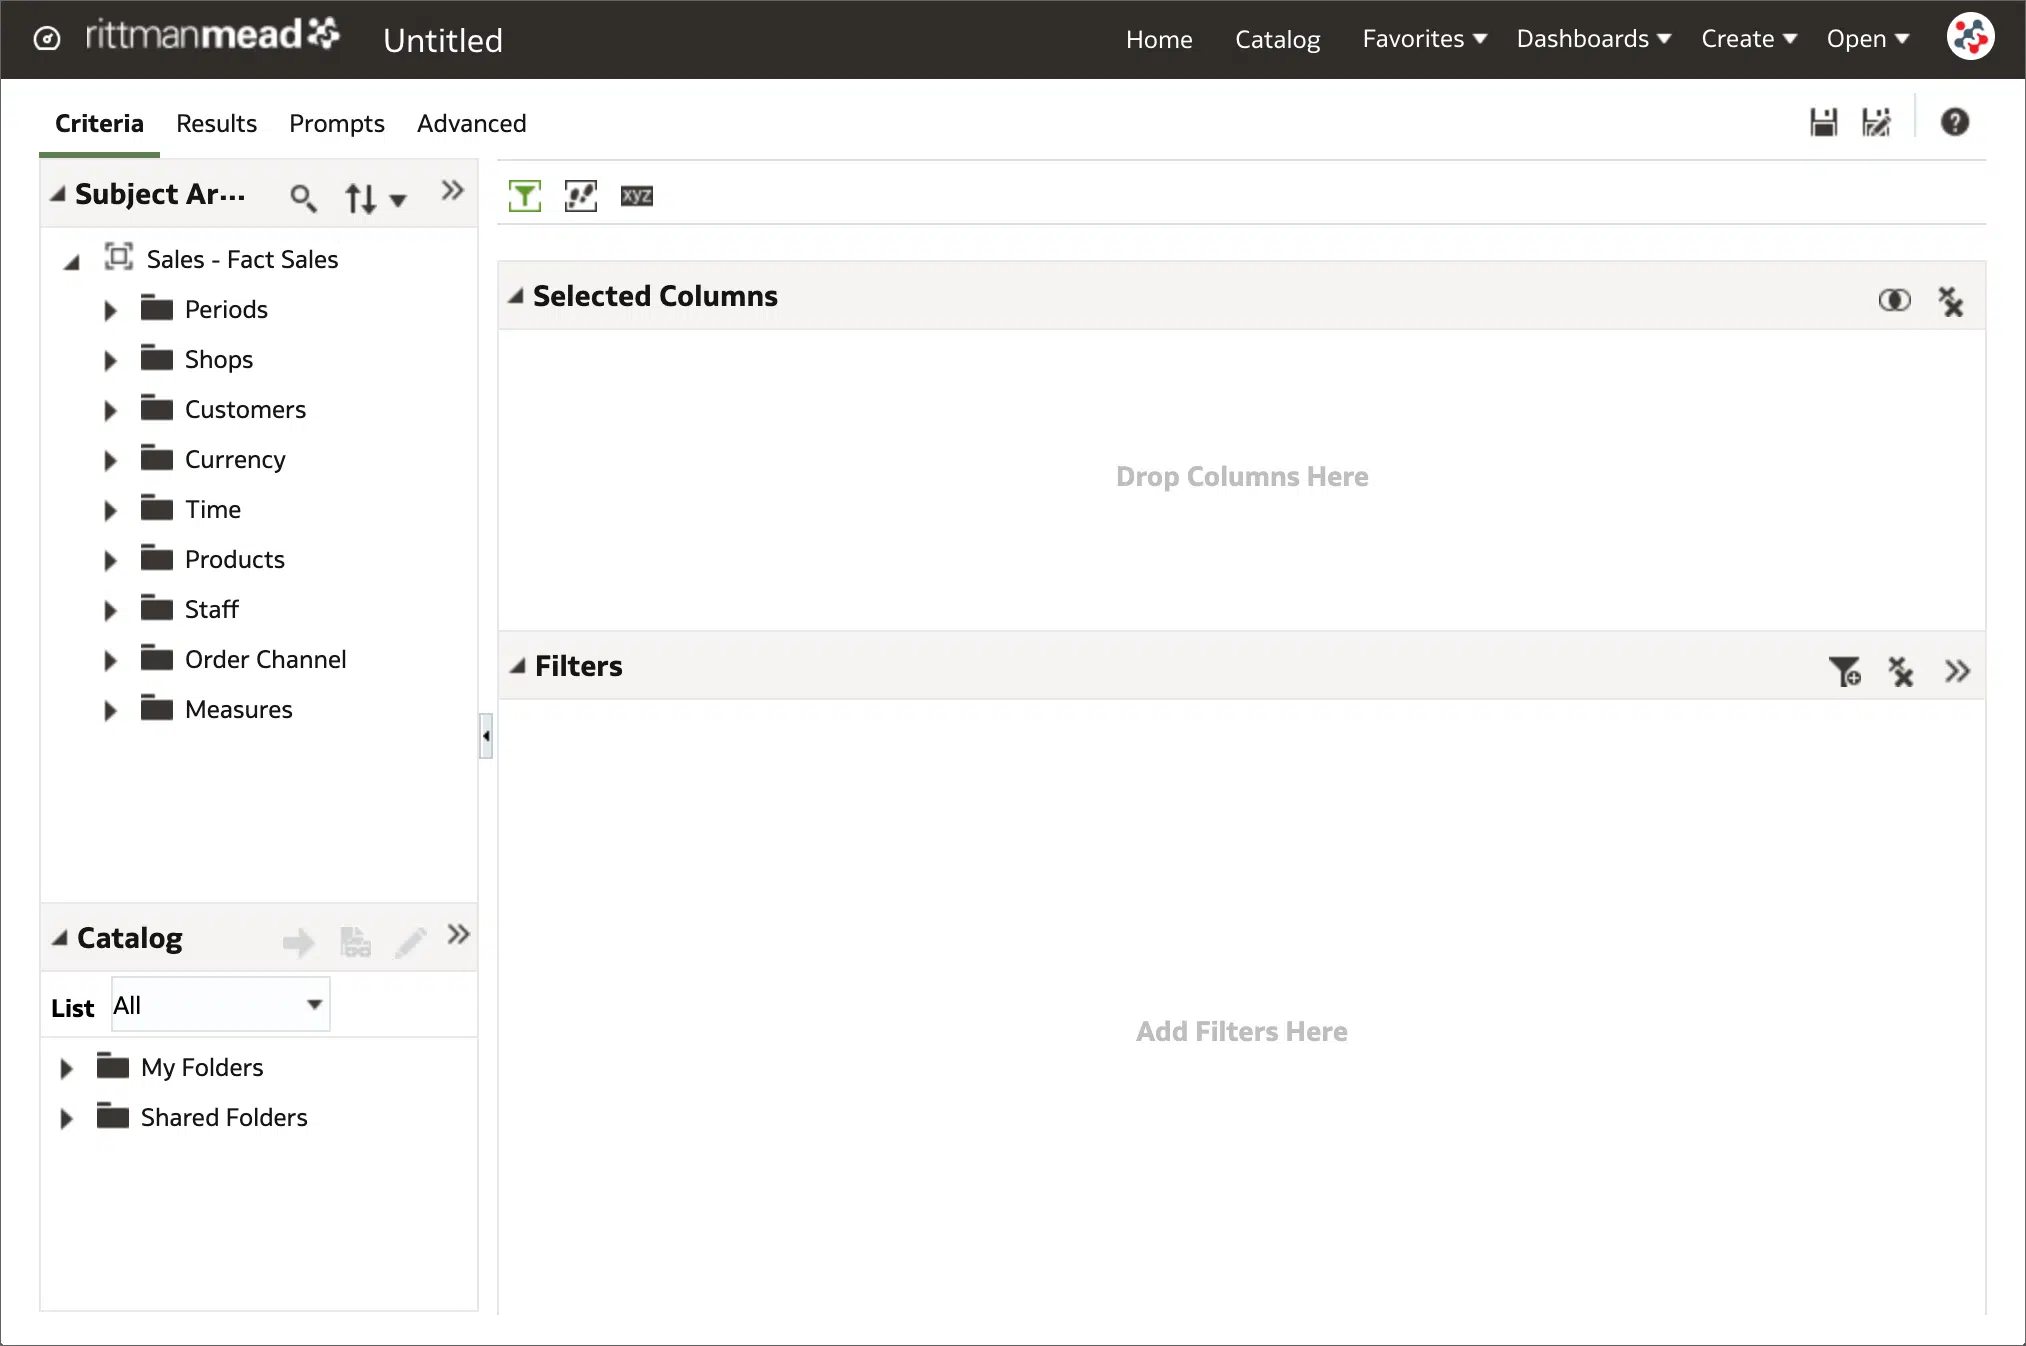 rittmanmead Untitled Home Catalog Favorites Dashboards Create Open
Criteria Results Prompts Advanced
Subject Ar...
xyz
Sales - Fact Sales
Periods
Shops
Customers
Currency
Time
Products
Staff
Order Channel
Measures
Catalog
List All
My Folders
Shared Folders
Selected Columns
Drop Columns Here
Filters
Add Filters Here